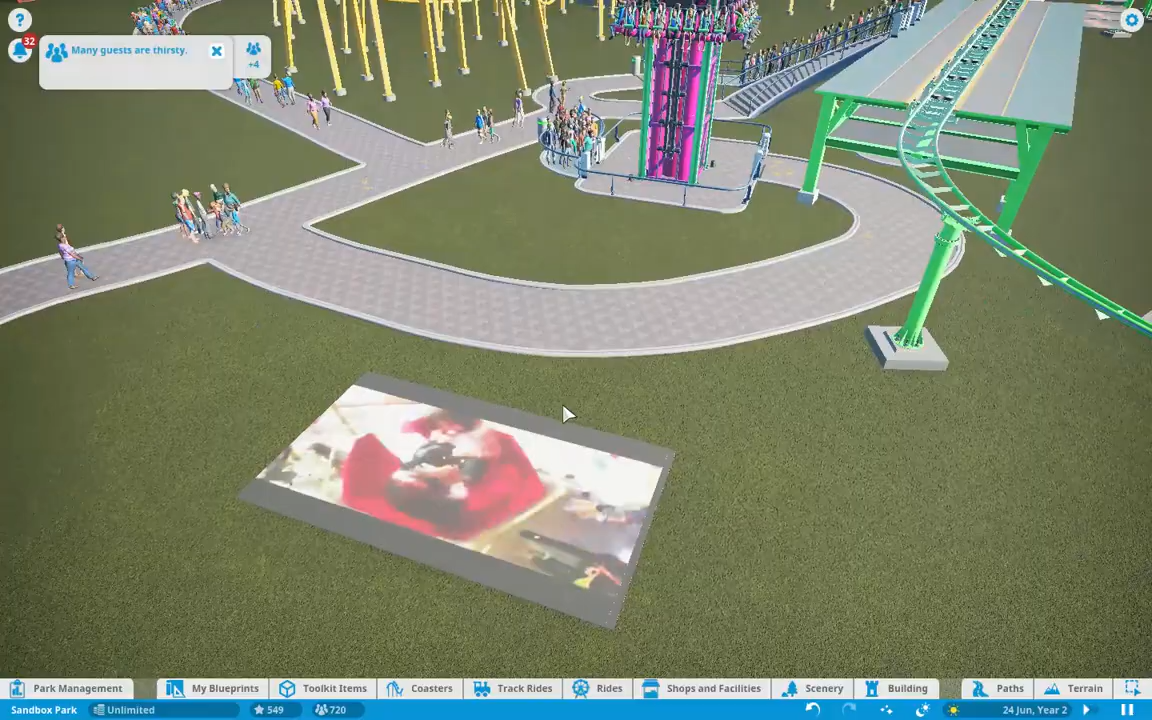 ?
32
Many guests are thirsty.
+4
Park Management
My Blueprints
Toolkit Items
Coasters
Track Rides
Rides
Shops and Facilities
Scenery
Building
Paths
Terrain
Sandbox Park
Unlimited
549
720
24 Jun, Year 2